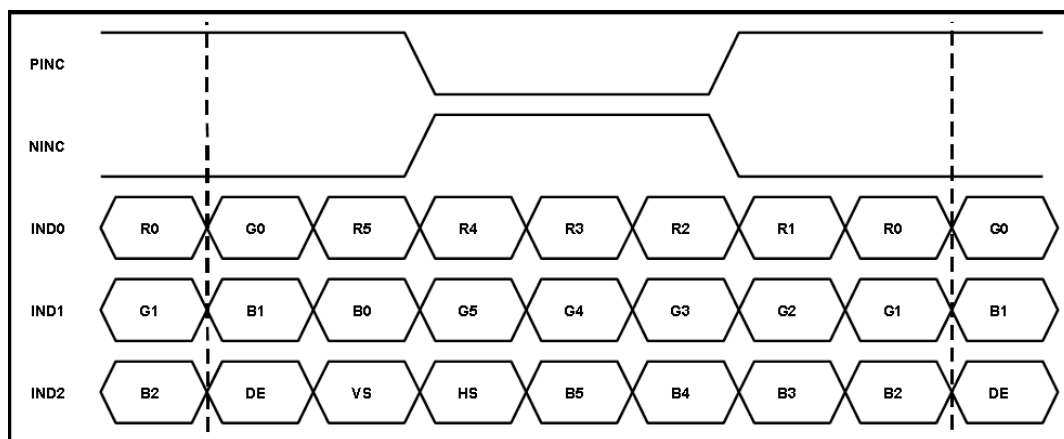 PINC
NINC
IND0 R0 G0 R5 R4 R3 R2 R1 R0 G0
IND1 G1 B1 B0 G5 G4 G3 G2 G1 B1
IND2 B2 DE VS HS B5 B4 B3 B2 DE